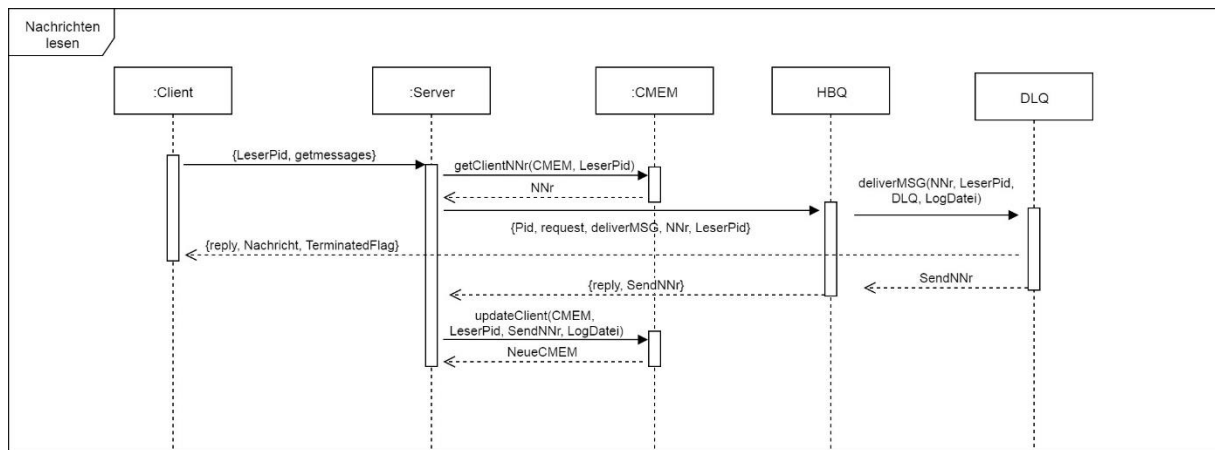 Nachrichten
lesen
:Client
:Server
:CMEM
HBQ
DLQ
{LeserPid, getmessages}
getClientNNr(CMEM, LeserPid)
NNr
deliverMSG(NNr, LeserPid,
DLQ, LogDatei)
{Pid, request, deliverMSG, NNr, LeserPid}
{reply, Nachricht, TerminatedFlag}
SendNNr
{reply, SendNNr}
updateClient(CMEM,
LeserPid, SendNNr, LogDatei)
NeueCMEM